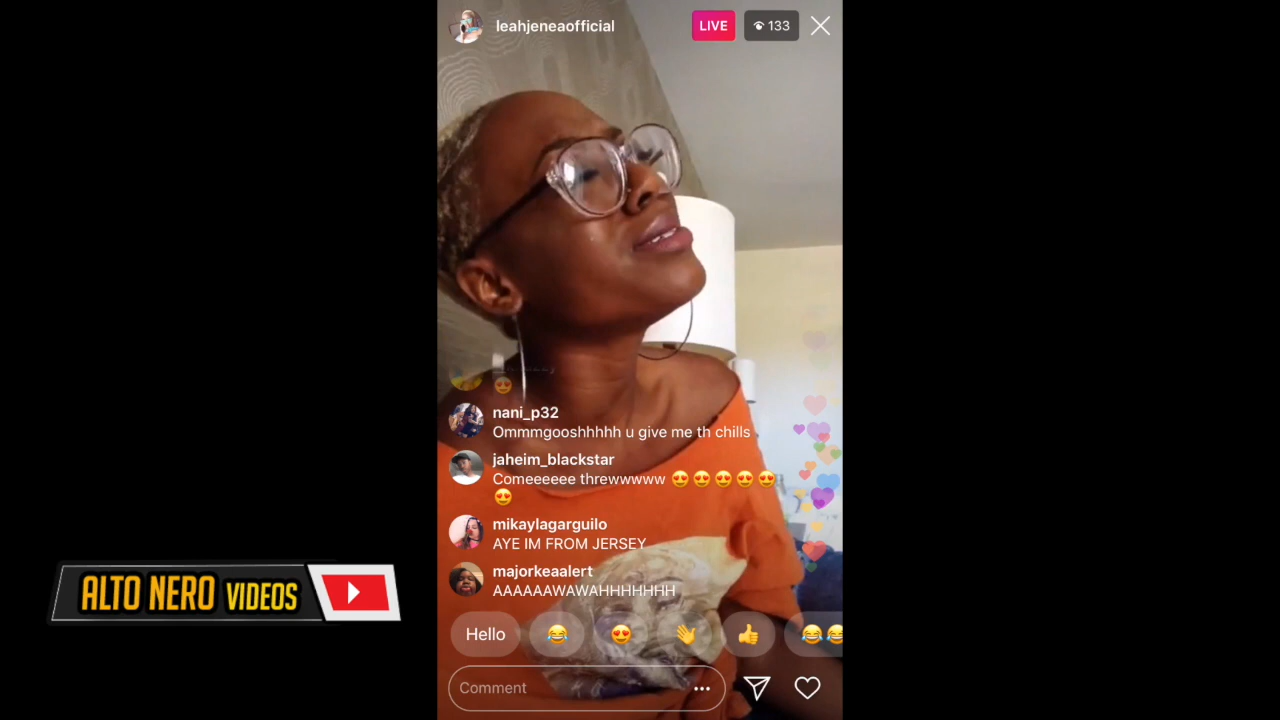 leahjeneaofficial
LIVE
133
nani_p32
Ommmgooshhhhh u give me th chills
jaheim_blackstar
Comeeeeee threwwwww 😍😍😍😍😍
😍
mikaylagarguilo
AYE IM FROM JERSEY
majorkeaalert
AAAAAAWAWAHHHHHHH
ALTO NERO VIDEOS
Hello
Comment